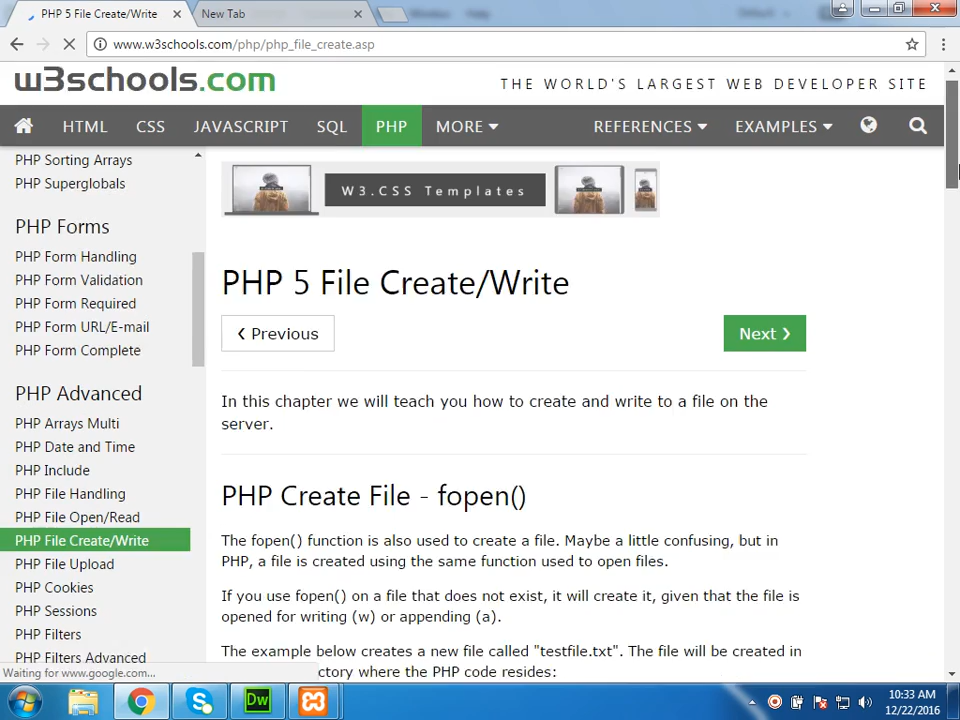 PHP 5 File Create/Write
New Tab
www.w3schools.com/php/php_file_create.asp
w3schools.com
THE WORLD'S LARGEST WEB DEVELOPER SITE
HTML CSS JAVASCRIPT SQL PHP MORE REFERENCES EXAMPLES
PHP Sorting Arrays
PHP Superglobals
PHP Forms
PHP Form Handling
PHP Form Validation
PHP Form Required
PHP Form URL/E-mail
PHP Form Complete
PHP Advanced
PHP Arrays Multi
PHP Date and Time
PHP Include
PHP File Handling
PHP File Open/Read
PHP File Create/Write
PHP File Upload
PHP Cookies
PHP Sessions
PHP Filters
PHP Filters Advanced
Waiting for www.google.com...
W3.CSS Templates
PHP 5 File Create/Write
❮ Previous
Next ❯
In this chapter we will teach you how to create and write to a file on the
server.
PHP Create File - fopen()
The fopen() function is also used to create a file. Maybe a little confusing, but in
PHP, a file is created using the same function used to open files.
If you use fopen() on a file that does not exist, it will create it, given that the file is
opened for writing (w) or appending (a).
The example below creates a new file called "testfile.txt". The file will be created in
ctory where the PHP code resides:
Dw
10:33 AM
12/22/2016